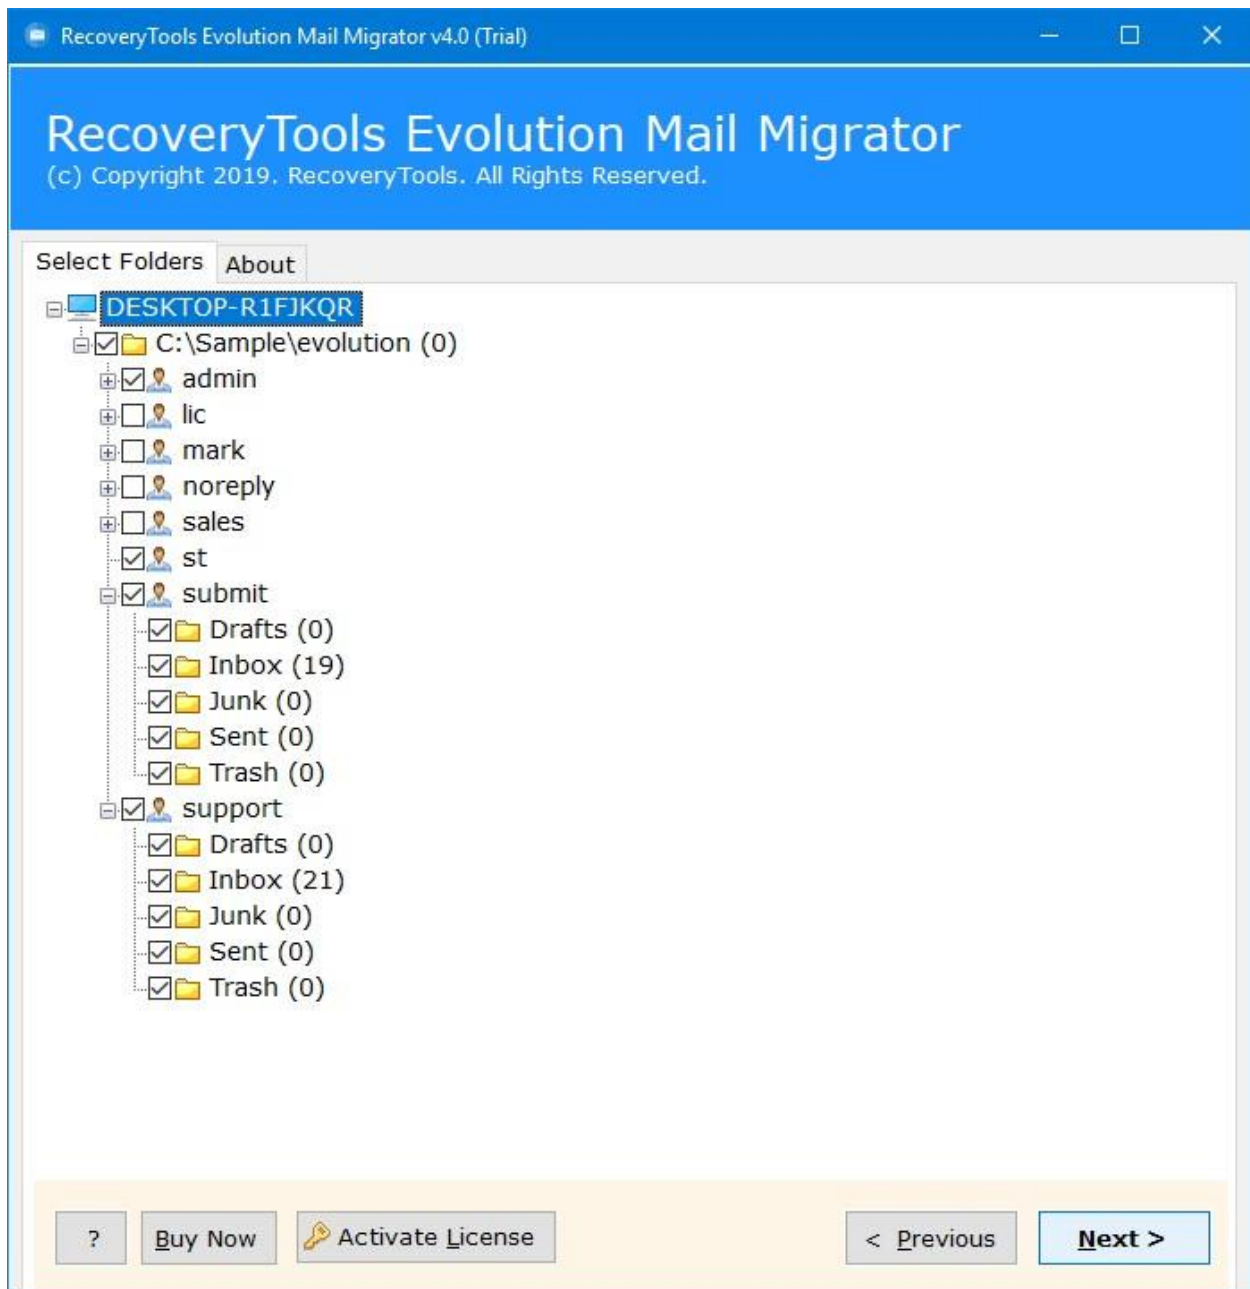 RecoveryTools Evolution Mail Migrator v4.0 (Trial)
RecoveryTools Evolution Mail Migrator
(c) Copyright 2019. RecoveryTools. All Rights Reserved.
Select Folders About
DESKTOP-R1FJKQR
C:\Sample\evolution (0)
admin
lic
mark
noreply
sales
st
submit
Drafts (0)
Inbox (19)
Junk (0)
Sent (0)
Trash (0)
support
Drafts (0)
Inbox (21)
Junk (0)
Sent (0)
Trash (0)
? Buy Now Activate License < Previous Next >